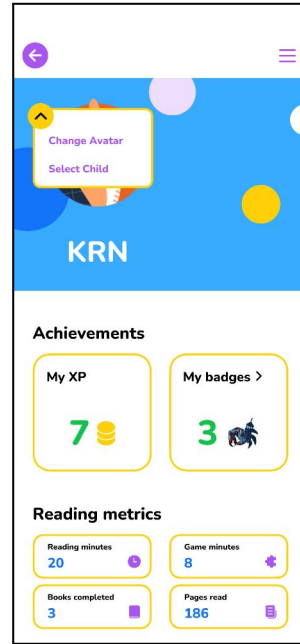 Change Avatar
Select Child
KRN
Achievements
My XP
My badges >
7
3
Reading metrics
Reading minutes
20
Game minutes
8
Books completed
3
Pages read
186